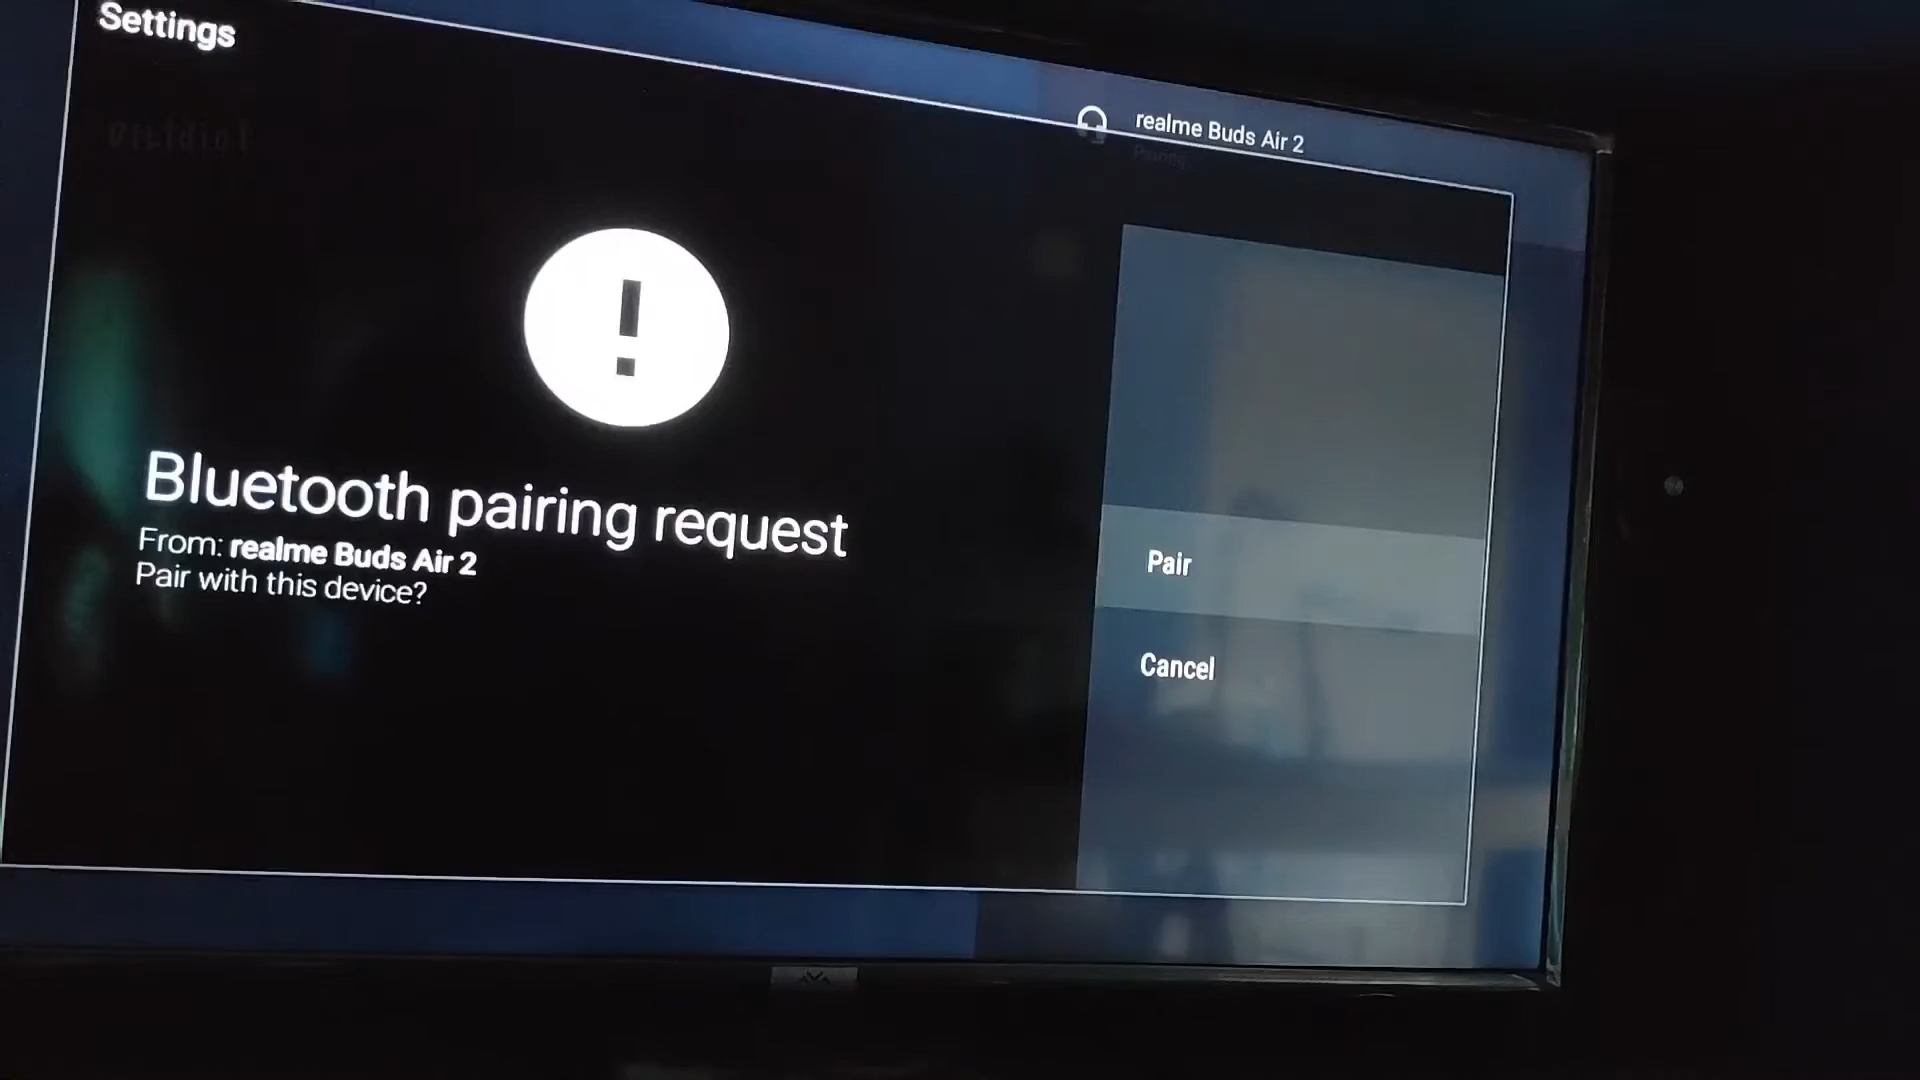 Settings
realme Buds Air 2
Bluetooth pairing request
From: realme Buds Air 2
Pair with this device?
Pair
Cancel